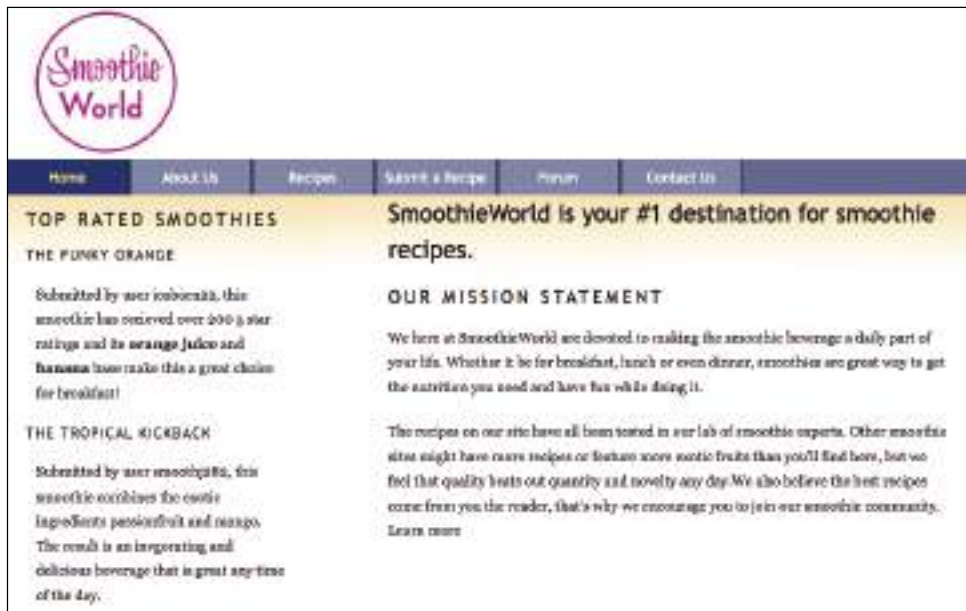 Smoothie
World
Home About Us Recipes Submit a Recipe Forum Contact Us
TOP RATED SMOOTHIES
THE FUNKY ORANGE
Submitted by user, this
smoothie has recieved over 200 5 star
ratings and its orange juice and
banana base make this a great choice
for breakfast!
THE TROPICAL KICKBACK
Submitted by user smooth282, this
smoothie combines the exotic
ingredients passionfruit and mango.
The result is an invgorating and
delicious beverage that is great any time
of the day.
SmoothieWorld is your #1 destination for smoothie
recipes.
OUR MISSION STATEMENT
We here at SmoothieWorld are devoted to making the smoothie beverage a daily part of
your life. Whether it be for breakfast, lunch or even dinner, smoothies are great way to get
the nutrition you need and have fun while doing it.
The recipes on our site have all been tested in our lab of smoothie experts. Other smoothie
sites might have more recipes or feature more exotic fruits than you'll find here, but we
feel that quality beats out quantity and novelty any day. We also believe the best recipes
come from you the reader, that's why we encourage you to join our smoothie community.
Learn more